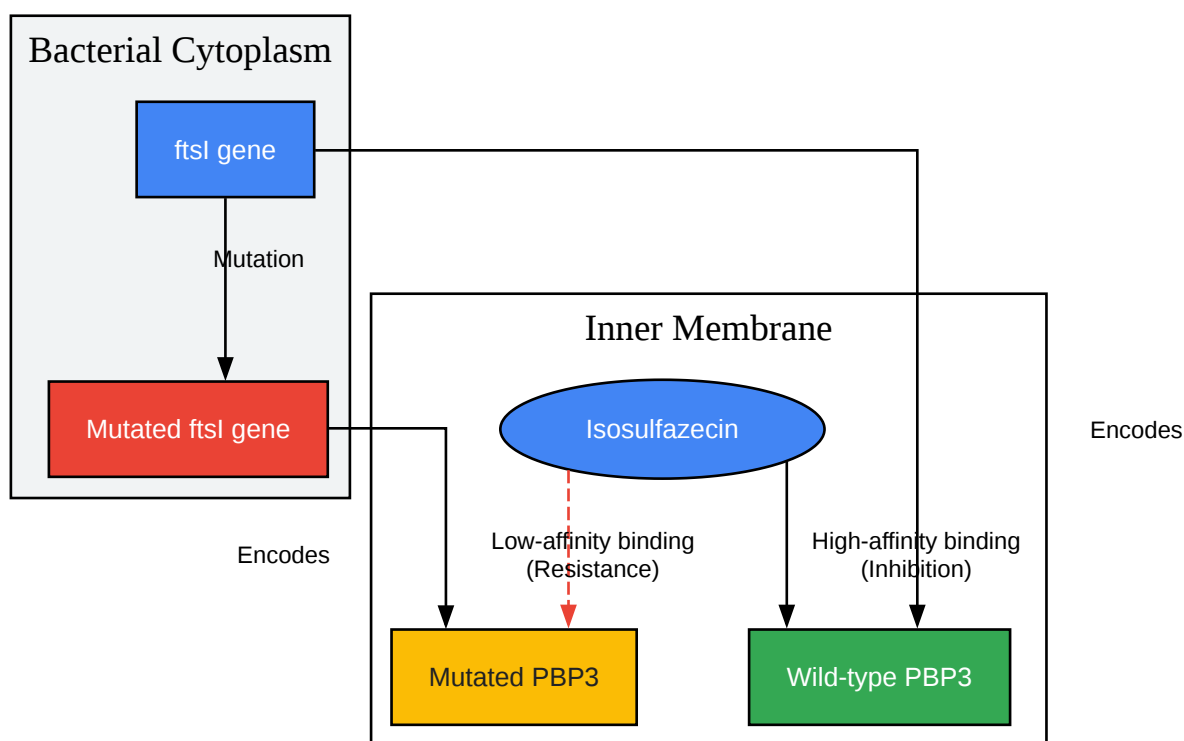 Bacterial Cytoplasm
ftsI gene
Mutation
Inner Membrane
Mutated ftsI gene
Isosulfazecin
Encodes
Encodes
Low-affinity binding
(Resistance)
High-affinity binding
(Inhibition)
Mutated PBP3
Wild-type PBP3